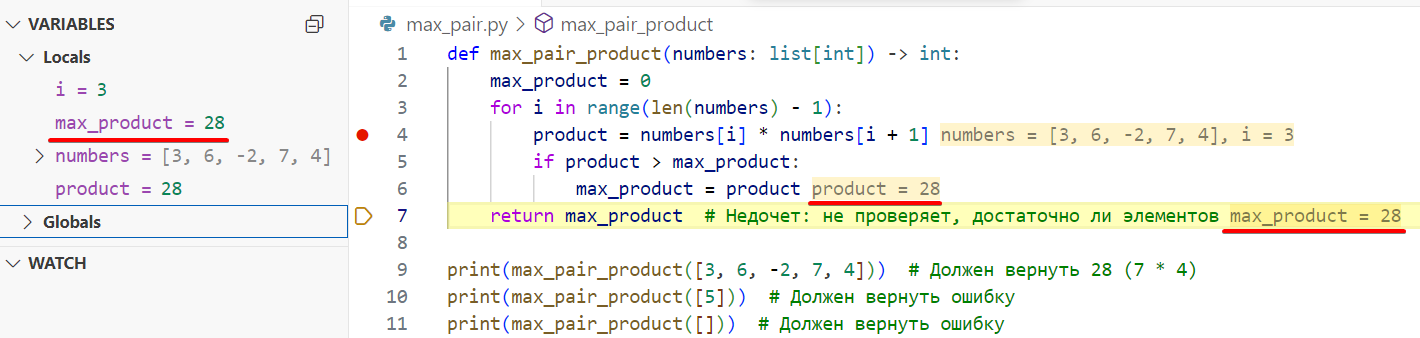 VARIABLES
Locals
i = 3
max_product = 28
numbers = [3, 6, -2, 7, 4]
product = 28
Globals
WATCH
max_pair.py > max_pair_product
1 def max_pair_product(numbers: list[int]) -> int:
2 max_product = 0
3 for i in range(len(numbers) - 1):
4 product = numbers[i] * numbers[i + 1] numbers = [3, 6, -2, 7, 4], i = 3
5 if product > max_product:
6 max_product = product product = 28
7 return max_product # Недочет: не проверяет, достаточно ли элементов max_product = 28
8
9 print(max_pair_product([3, 6, -2, 7, 4])) # Должен вернуть 28 (7 * 4)
10 print(max_pair_product([5])) # Должен вернуть ошибку
11 print(max_pair_product([])) # Должен вернуть ошибку